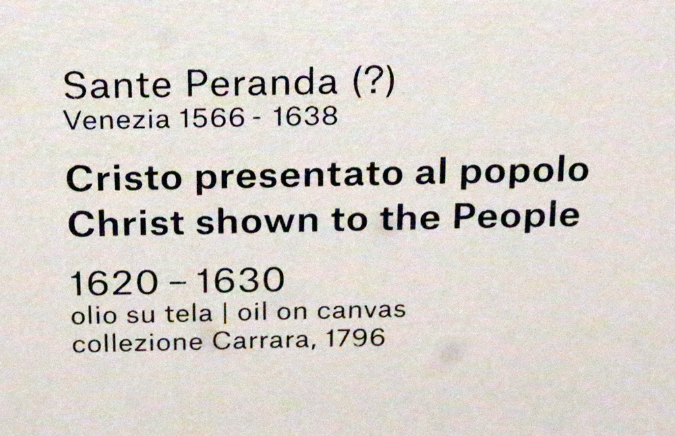 Sante Peranda (?)
Venezia 1566 - 1638
Cristo presentato al popolo
Christ shown to the People
1620 – 1630
olio su tela | oil on canvas
collezione Carrara, 1796